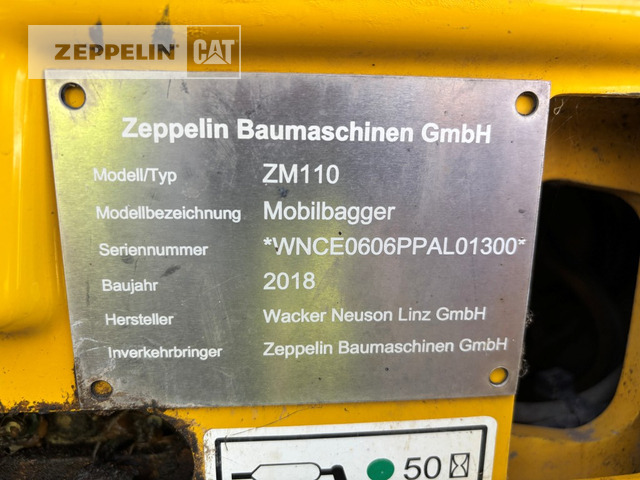 ZEPPELIN CAT
Zeppelin Baumaschinen GmbH
Modell/Typ ZM110
Modellbezeichnung Mobilbagger
Seriennummer *WNCE0606PPAL01300*
Baujahr 2018
Hersteller Wacker Neuson Linz GmbH
Inverkehrbringer Zeppelin Baumaschinen GmbH
50